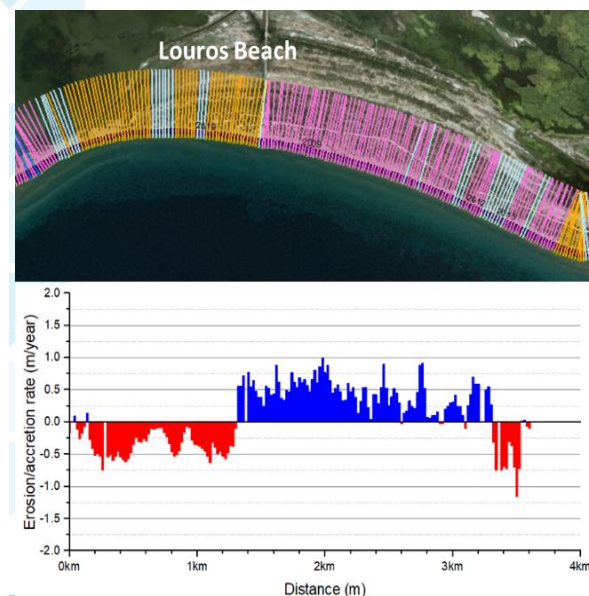 Louros Beach
2.0
1.5
1.0
0.5
0.0
-0.5
-1.0
-1.5
-2.0
Erosion/accretion rate (m/year)
0km
1km
2km
3km
4km
Distance (m)